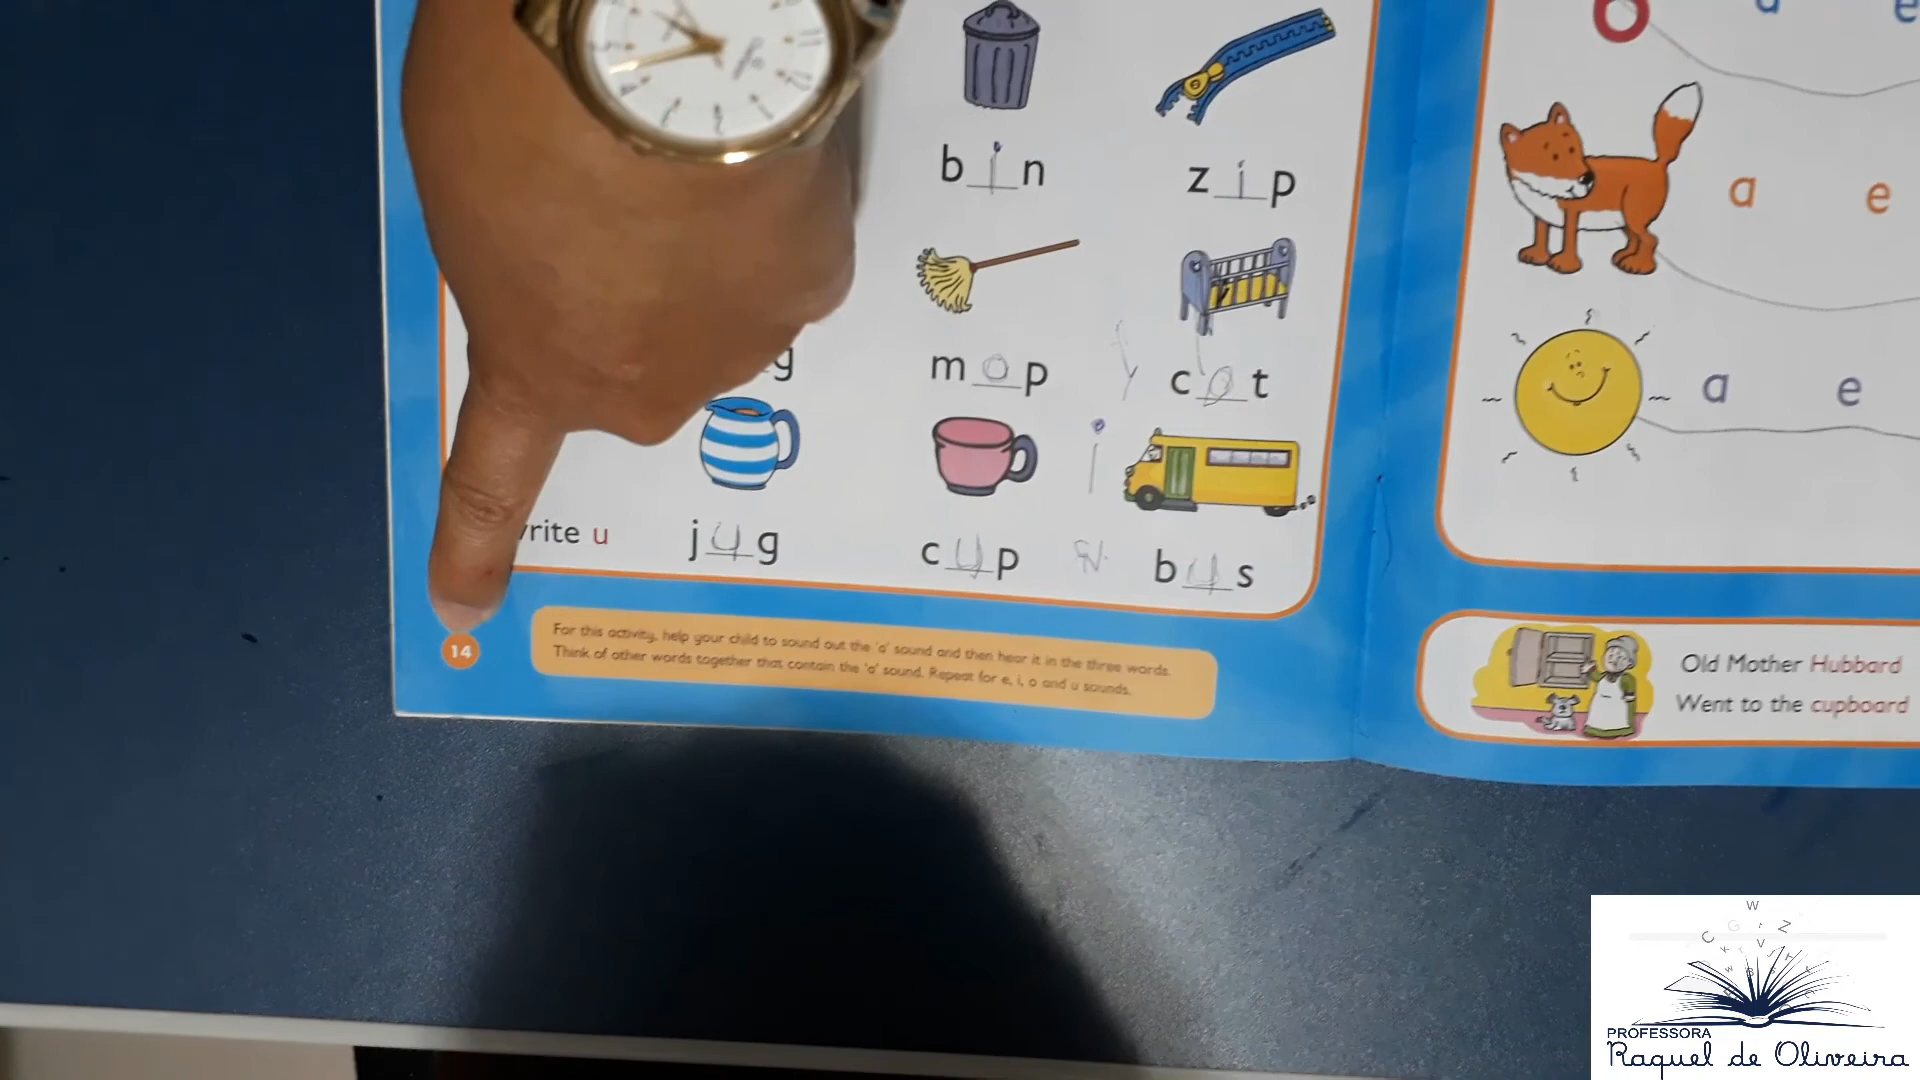 b i n
z i p
a e
g
m o p
c o t
a e
write u
j u g
c u p
b u s
14
For this activity, help your child to sound out the 'a' sound and then hear it in the three words.
Think of other words together that contain the 'a' sound. Repeat for e, i, o and u sounds.
Old Mother Hubbard
Went to the cupboard
PROFESSORA
Raquel de Oliveira